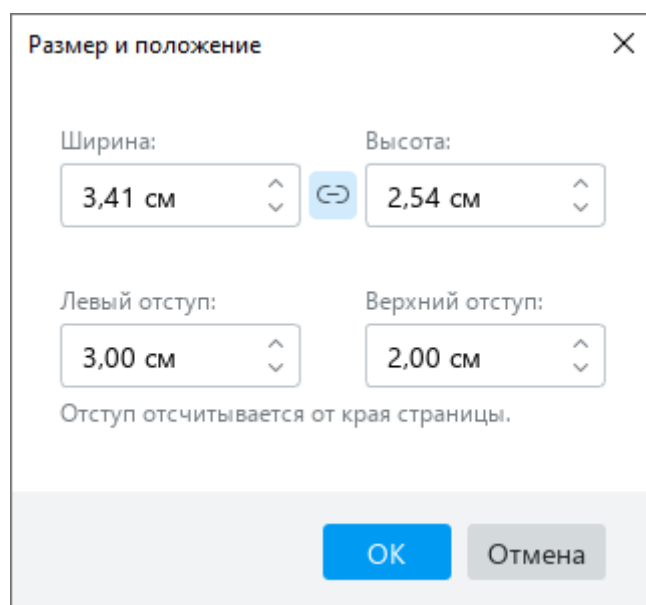 Размер и положение
Ширина: Высота:
3,41 см 2,54 см
Левый отступ: Верхний отступ:
3,00 см 2,00 см
Отступ отсчитывается от края страницы.
ОК Отмена